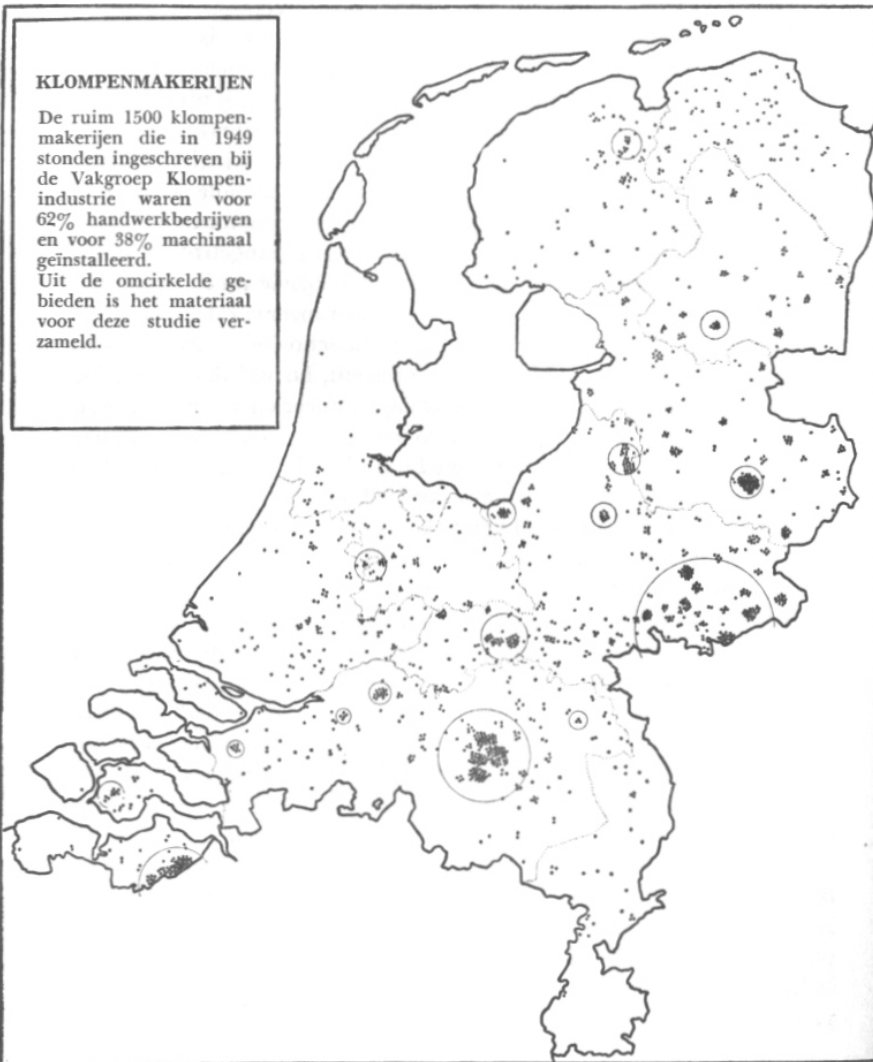 KLOMPENMAKERIJEN
De ruim 1500 klompen-
makerijen die in 1949
stonden ingeschreven bij
de Vakgroep Klompen-
industrie waren voor
62% handwerkbedrijven
en voor 38% machinaal
geïnstalleerd.
Uit de omcirkelde ge-
bieden is het materiaal
voor deze studie ver-
zameld.